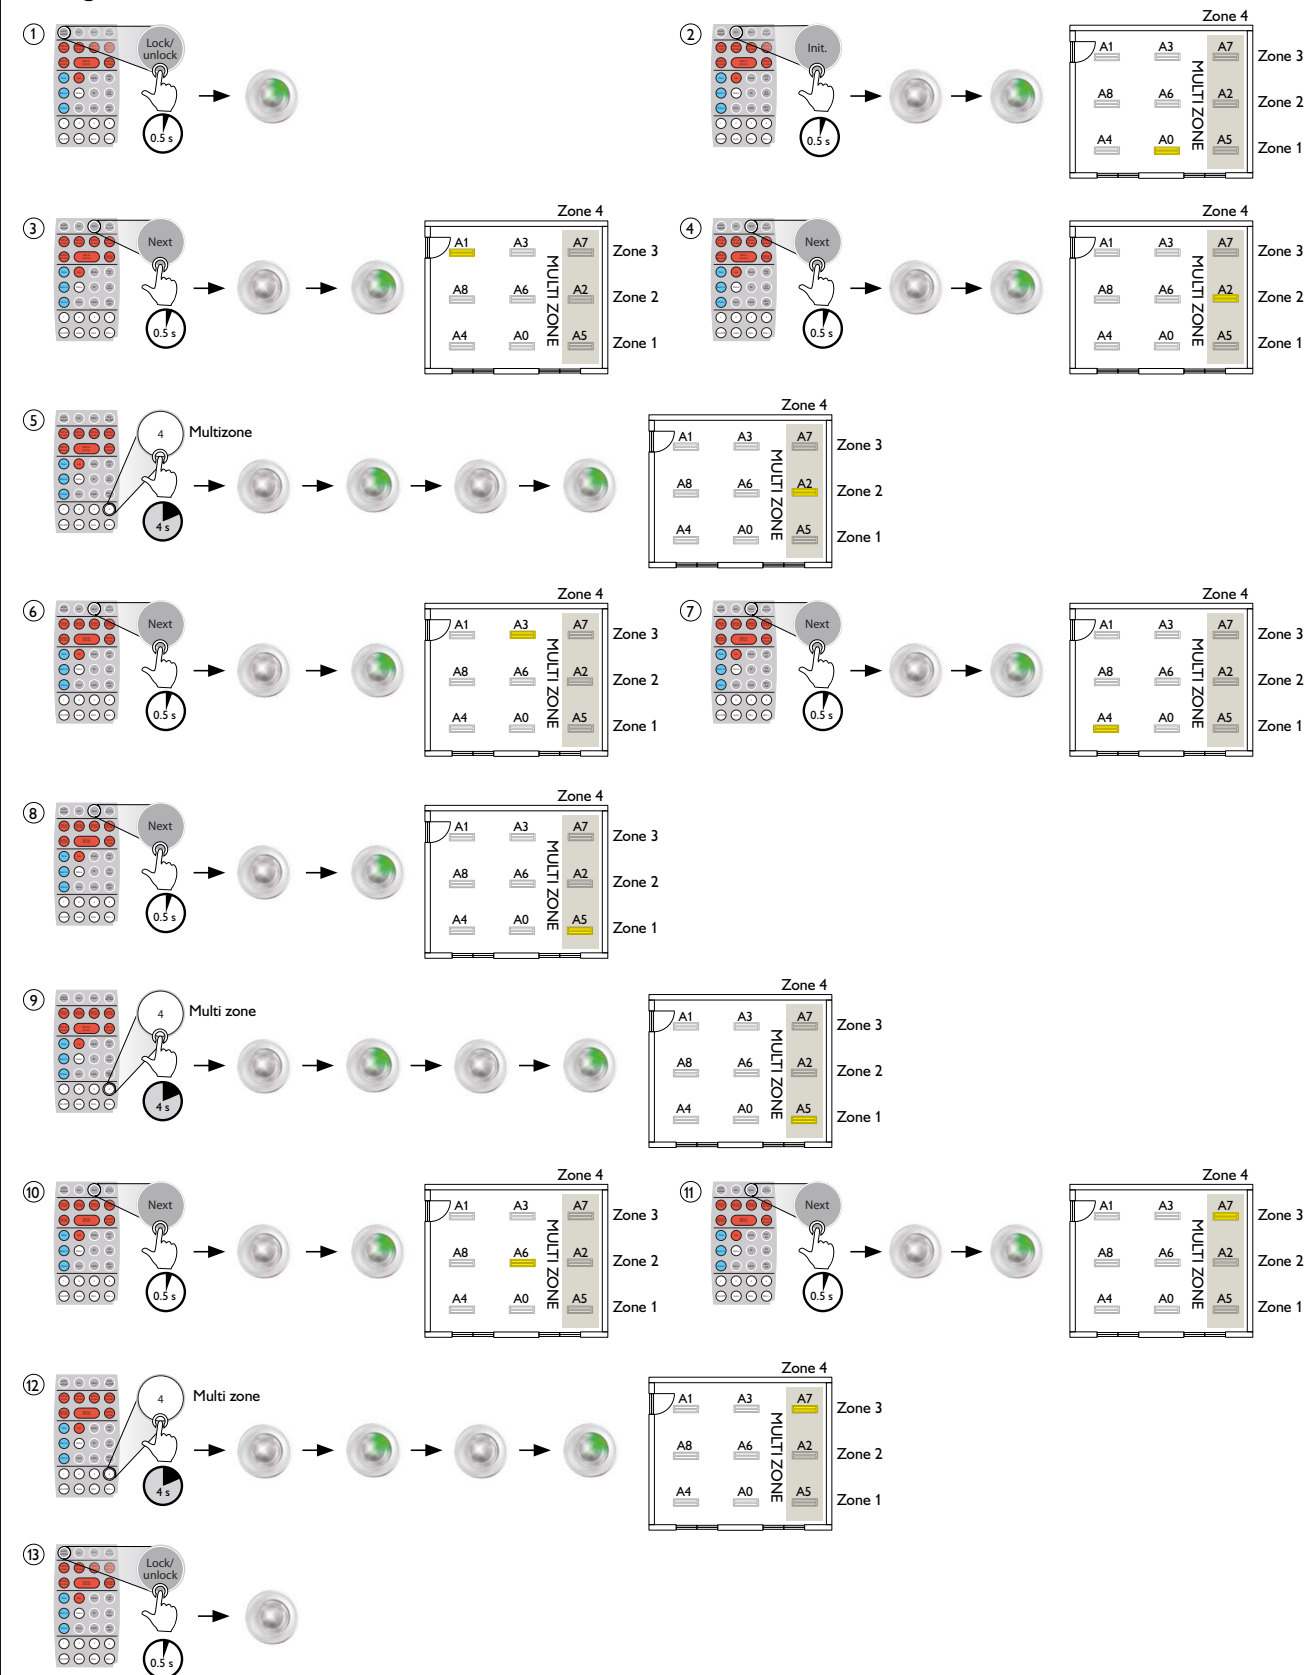 1
Lock/
unlock
0.5 s
2
Init.
0.5 s
Zone 4
A1 A3 A7 Zone 3
A8 A6 A2 Zone 2
A4 A0 A5 Zone 1
MULTI ZONE
3
Next
0.5 s
Zone 4
A1 A3 A7 Zone 3
A8 A6 A2 Zone 2
A4 A0 A5 Zone 1
MULTI ZONE
4
Next
0.5 s
Zone 4
A1 A3 A7 Zone 3
A8 A6 A2 Zone 2
A4 A0 A5 Zone 1
MULTI ZONE
5
4 Multizone
4 s
Zone 4
A1 A3 A7 Zone 3
A8 A6 A2 Zone 2
A4 A0 A5 Zone 1
MULTI ZONE
6
Next
0.5 s
Zone 4
A1 A3 A7 Zone 3
A8 A6 A2 Zone 2
A4 A0 A5 Zone 1
MULTI ZONE
7
Next
0.5 s
Zone 4
A1 A3 A7 Zone 3
A8 A6 A2 Zone 2
A4 A0 A5 Zone 1
MULTI ZONE
8
Next
0.5 s
Zone 4
A1 A3 A7 Zone 3
A8 A6 A2 Zone 2
A4 A0 A5 Zone 1
MULTI ZONE
9
4 Multi zone
4 s
Zone 4
A1 A3 A7 Zone 3
A8 A6 A2 Zone 2
A4 A0 A5 Zone 1
MULTI ZONE
10
Next
0.5 s
Zone 4
A1 A3 A7 Zone 3
A8 A6 A2 Zone 2
A4 A0 A5 Zone 1
MULTI ZONE
11
Next
0.5 s
Zone 4
A1 A3 A7 Zone 3
A8 A6 A2 Zone 2
A4 A0 A5 Zone 1
MULTI ZONE
12
4 Multi zone
4 s
Zone 4
A1 A3 A7 Zone 3
A8 A6 A2 Zone 2
A4 A0 A5 Zone 1
MULTI ZONE
13
Lock/
unlock
0.5 s